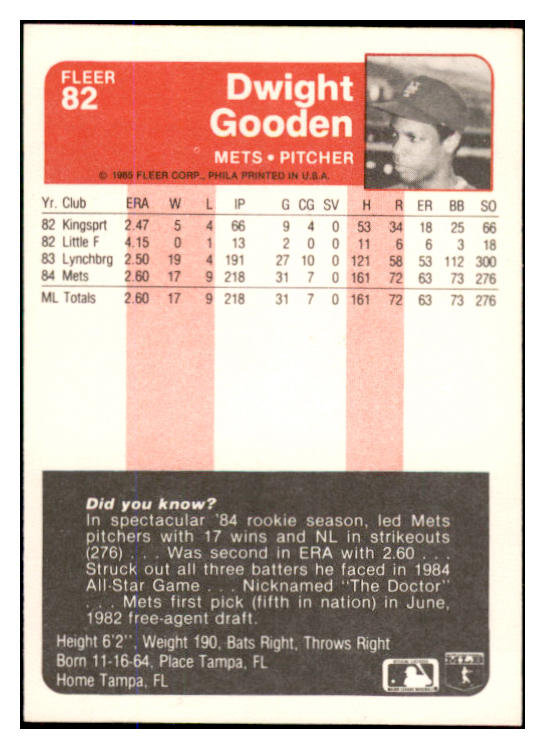 FLEER
82
Dwight
Gooden
METS • PITCHER
© 1985 FLEER CORP., PHILA PRINTED IN U.S.A.
Yr. Club ERA W L IP G CG SV H R ER BB SO
82 Kingsprt 2.47 5 4 66 9 4 0 53 34 18 25 66
82 Little F 4.15 0 1 13 2 0 0 11 6 6 3 18
83 Lynchbrg 2.50 19 4 191 27 10 0 121 58 53 112 300
84 Mets 2.60 17 9 218 31 7 0 161 72 63 73 276
ML Totals 2.60 17 9 218 31 7 0 161 72 63 73 276
Did you know?
In spectacular '84 rookie season, led Mets
pitchers with 17 wins and NL in strikeouts
(276) . . . Was second in ERA with 2.60 . . .
Struck out all three batters he faced in 1984
All-Star Game . . . Nicknamed "The Doctor"
. . . Mets first pick (fifth in nation) in June,
1982 free-agent draft.
Height 6'2", Weight 190, Bats Right, Throws Right
Born 11-16-64, Place Tampa, FL
Home Tampa, FL